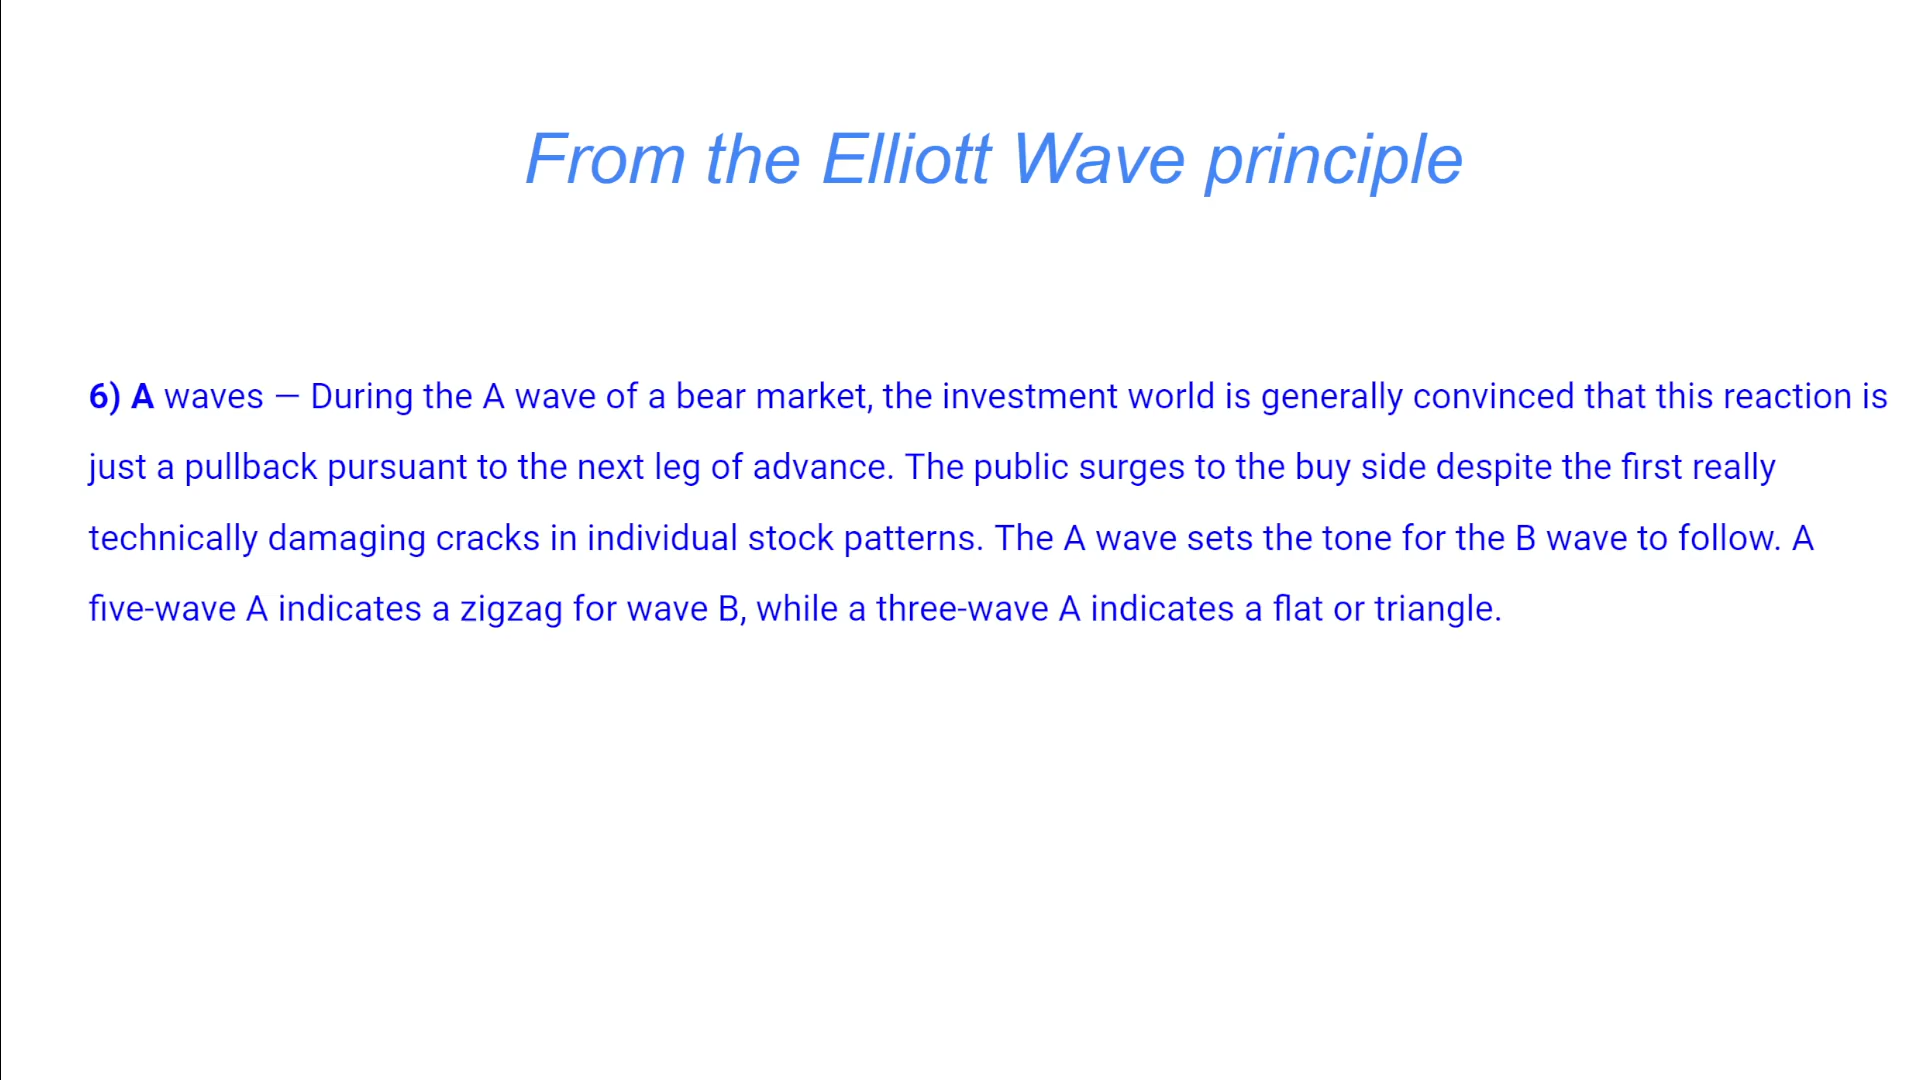 From the Elliott Wave principle
6) A waves — During the A wave of a bear market, the investment world is generally convinced that this reaction is
just a pullback pursuant to the next leg of advance. The public surges to the buy side despite the first really
technically damaging cracks in individual stock patterns. The A wave sets the tone for the B wave to follow. A
five-wave A indicates a zigzag for wave B, while a three-wave A indicates a flat or triangle.